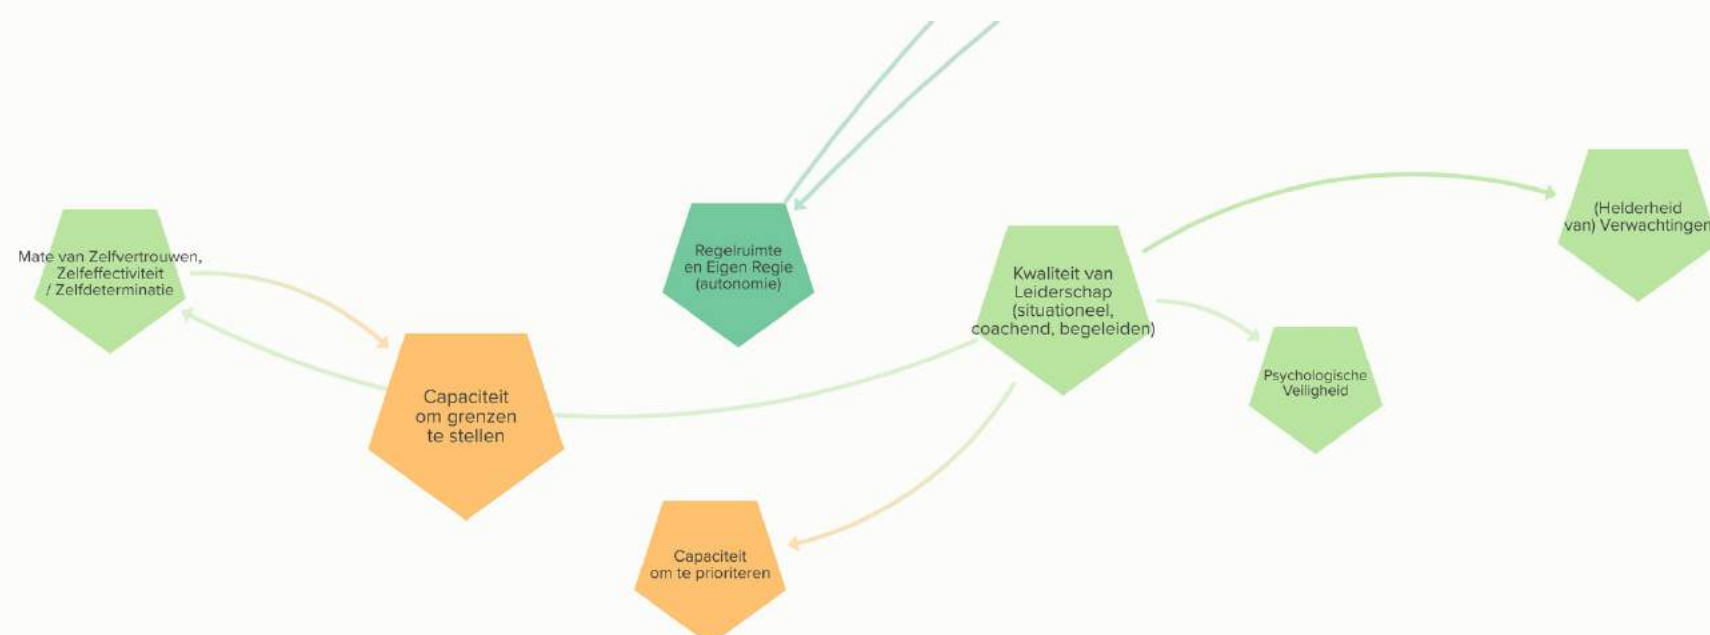 Mate van Zelfvertrouwen,
Zelfeffectiviteit
/ Zelfdeterminatie
Capaciteit
om grenzen
te stellen
Regelruimte
en Eigen Regie
(autonomie)
Capaciteit
om te prioriteren
Kwaliteit van
Leiderschap
(situationeel,
coachend, begeleiden)
Psychologische
Veiligheid
(Helderheid
van) Verwachtingen